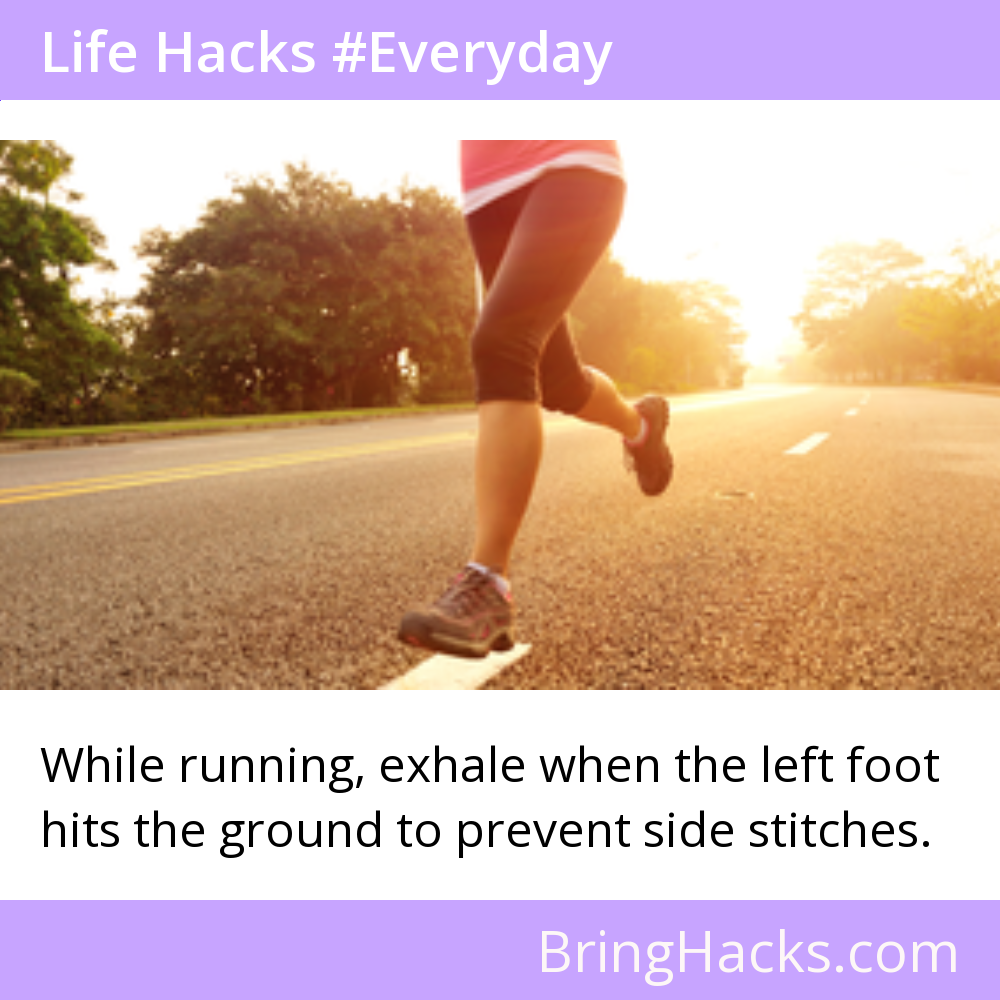 Life Hacks #Everyday
While running, exhale when the left foot
hits the ground to prevent side stitches.
BringHacks.com